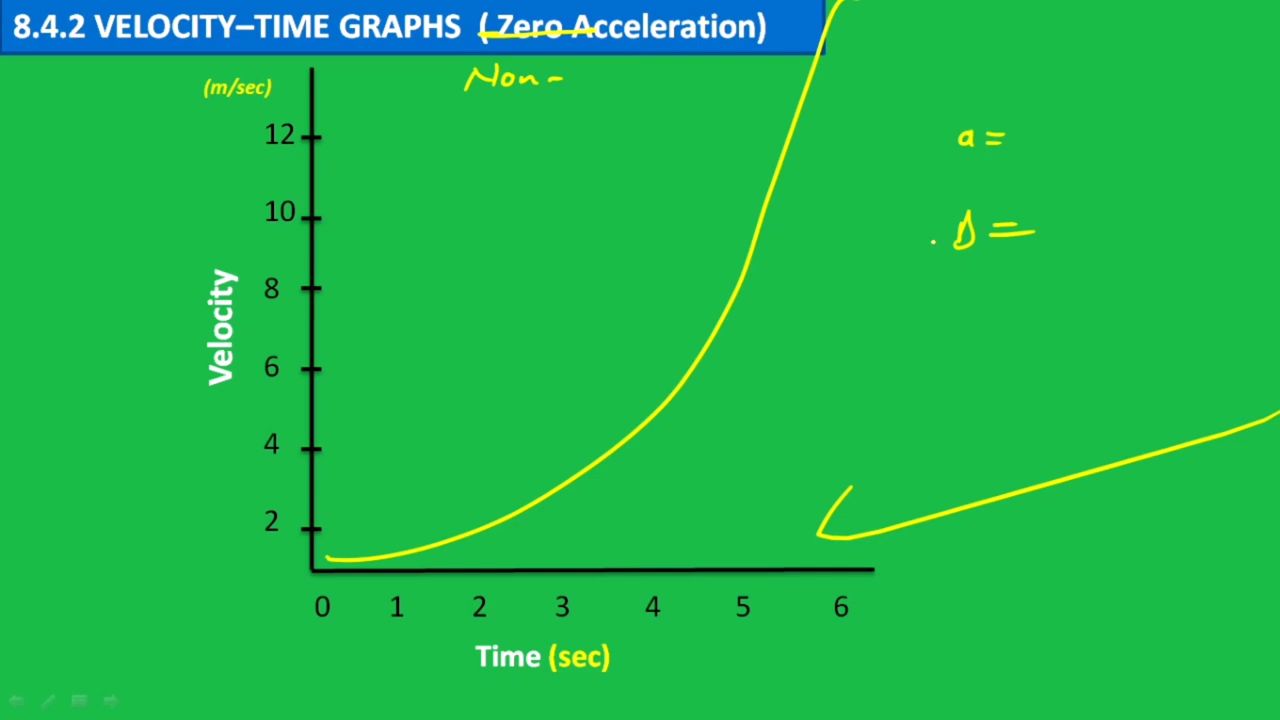 8.4.2 VELOCITY–TIME GRAPHS ( Zero Acceleration)
Non -
(m/sec)
12
10
8
6
4
2
Velocity
a =
0 1 2 3 4 5 6
Time (sec)